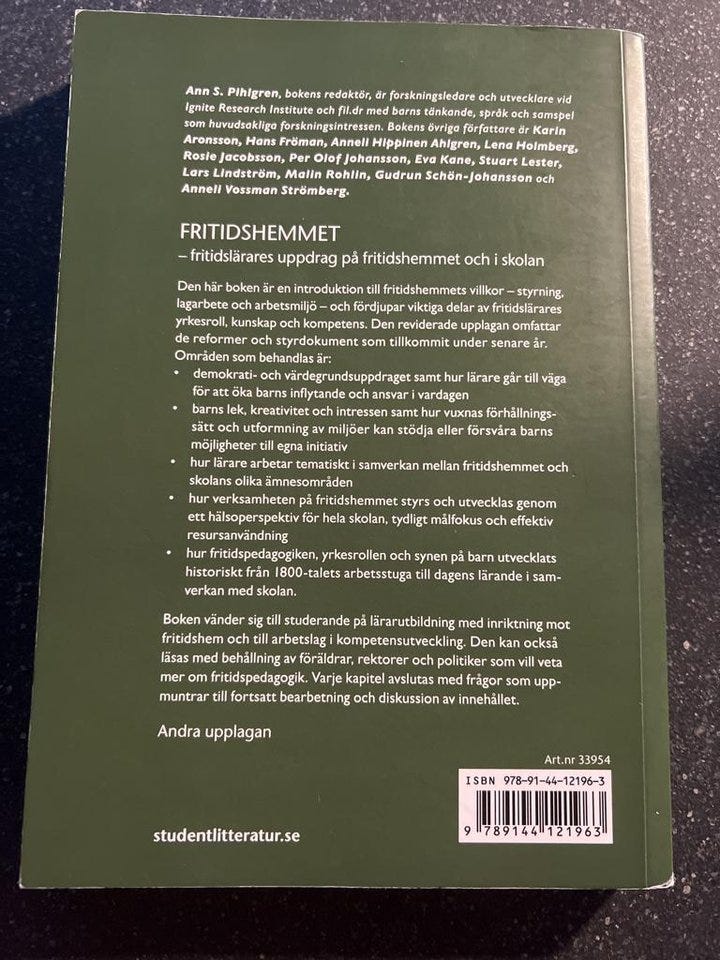 Ann S. Pihlgren, bokens redaktör, är forskningsledare och utvecklare vid
Ignite Research Institute och fil.dr med barns tänkande, språk och samspel
som huvudsakliga forskningsintressen. Bokens övriga författare är Karin
Aronsson, Hans Fröman, Anneli Hippinen Ahlgren, Lena Holmberg,
Rosie Jacobsson, Per Olof Johansson, Eva Kane, Stuart Lester,
Lars Lindström, Malin Rohlin, Gudrun Schön-Johansson och
Anneli Vossman Strömberg.
FRITIDSHEMMET
– fritidslärares uppdrag på fritidshemmet och i skolan
Den här boken är en introduktion till fritidshemmets villkor – styrning,
lagarbete och arbetsmiljö – och fördjupar viktiga delar av fritidslärares
yrkesroll, kunskap och kompetens. Den reviderade upplagan omfattar
de reformer och styrdokument som tillkommit under senare år.
Områden som behandlas är:
• demokrati- och värdegrundsuppdraget samt hur lärare går till väga
för att öka barns inflytande och ansvar i vardagen
• barns lek, kreativitet och intressen samt hur vuxnas förhållnings-
sätt och utformning av miljöer kan stödja eller försvåra barns
möjligheter till egna initiativ
• hur lärare arbetar tematiskt i samverkan mellan fritidshemmet och
skolans olika ämnesområden
• hur verksamheten på fritidshemmet styrs och utvecklas genom
ett hälsoperspektiv för hela skolan, tydligt målfokus och effektiv
resursanvändning
• hur fritidspedagogiken, yrkesrollen och synen på barn utvecklats
historiskt från 1800-talets arbetsstuga till dagens lärande i sam-
verkan med skolan.
Boken vänder sig till studerande på lärarutbildning med inriktning mot
fritidshem och till arbetslag i kompetensutveckling. Den kan också
läsas med behållning av föräldrar, rektorer och politiker som vill veta
mer om fritidspedagogik. Varje kapitel avslutas med frågor som upp-
muntrar till fortsatt bearbetning och diskussion av innehållet.
Andra upplagan
Art.nr 33954
ISBN 978-91-44-12196-3
9 789144 121963
studentlitteratur.se